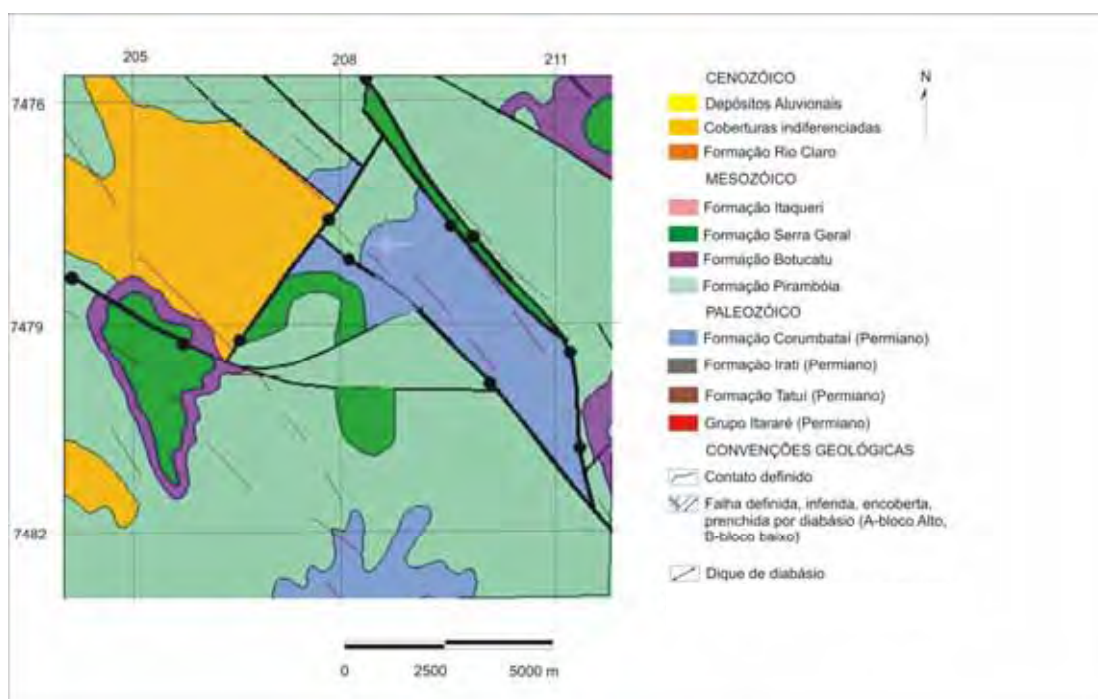 205 208 211
7476
7479
7482
CENOZÓICO
Depósitos Aluvionais
Coberturas indiferenciadas
Formação Rio Claro
MESOZÓICO
Formação Itaqueri
Formação Serra Geral
Formação Botucatu
Formação Pirambóia
PALEOZÓICO
Formação Corumbataí (Permiano)
Formação Irati (Permiano)
Formação Tatuí (Permiano)
Grupo Itararé (Permiano)
CONVENÇÕES GEOLÓGICAS
Contato definido
Falha definida, inferida, encoberta,
prenchida por diabásio (A-bloco Alto,
B-bloco baixo)
Dique de diabásio
N
0 2500 5000 m